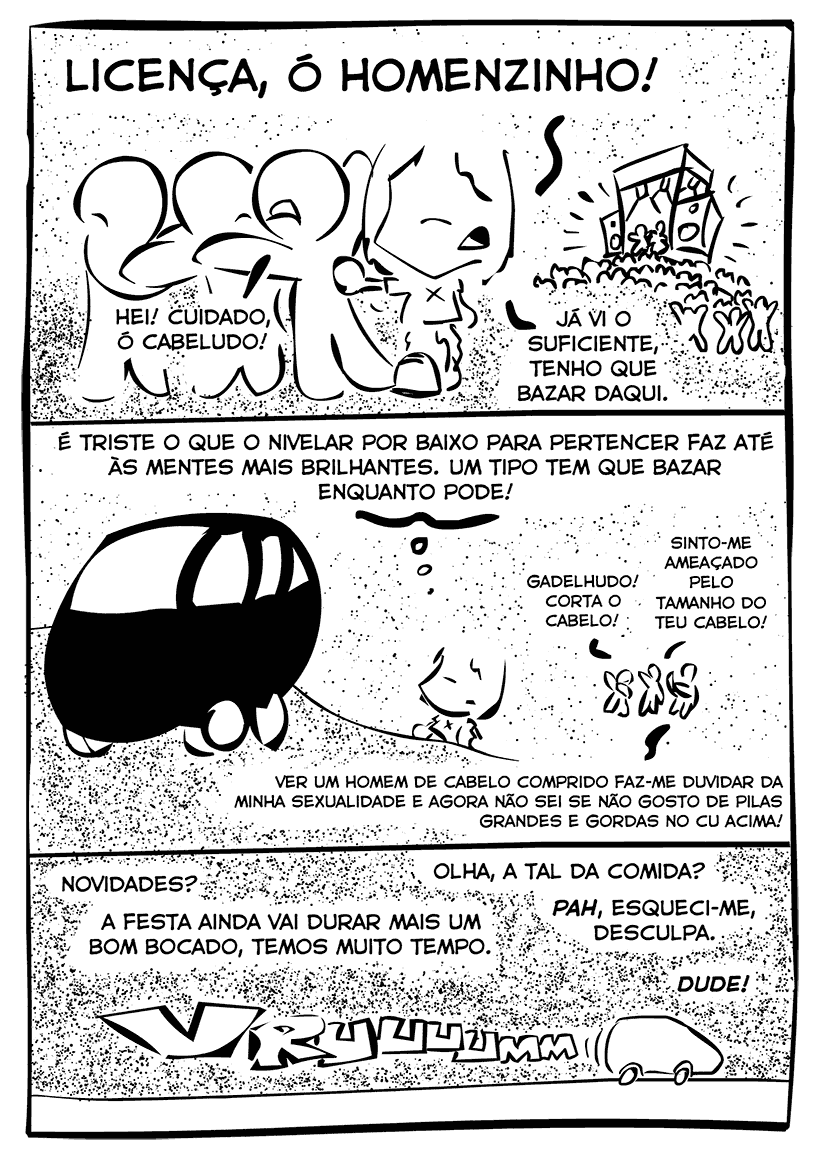 LICENÇA, Ó HOMENZINHO!
HEI! CUIDADO,
Ó CABELUDO!
JÁ VI O
SUFICIENTE,
TENHO QUE
BAZAR DAQUI.
É TRISTE O QUE O NIVELAR POR BAIXO PARA PERTENCER FAZ ATÉ
ÀS MENTES MAIS BRILHANTES. UM TIPO TEM QUE BAZAR
ENQUANTO PODE!
GADELHUDO!
CORTA O
CABELO!
SINTO-ME
AMEAÇADO
PELO
TAMANHO DO
TEU CABELO!
VER UM HOMEM DE CABELO COMPRIDO FAZ-ME DUVIDAR DA
MINHA SEXUALIDADE E AGORA NÃO SEI SE NÃO GOSTO DE PILAS
GRANDES E GORDAS NO CU ACIMA!
NOVIDADES?
A FESTA AINDA VAI DURAR MAIS UM
BOM BOCADO, TEMOS MUITO TEMPO.
OLHA, A TAL DA COMIDA?
PAH, ESQUECI-ME,
DESCULPA.
DUDE!
VRUUUUUMM